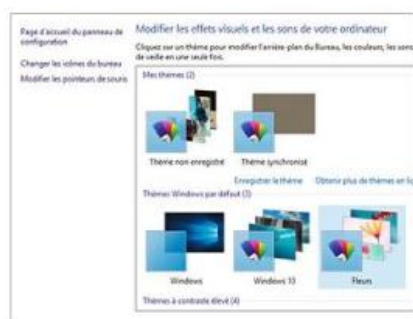 Page d'accueil du panneau de
configuration
Changer les icônes du bureau
Modifier les pointeurs de souris
Modifier les effets visuels et les sons de votre ordinateur
Cliquez sur un thème pour modifier l'arrière-plan du Bureau, les couleurs, les sons
de veille en une seule fois.
Mes thèmes (2)
Thème non enregistré
Thème synchronisé
Enregistrer le thème
Obtenir plus de thèmes en lig
Thèmes Windows par défaut (3)
Windows
Windows 10
Fleurs
Thèmes à contraste élevé (4)